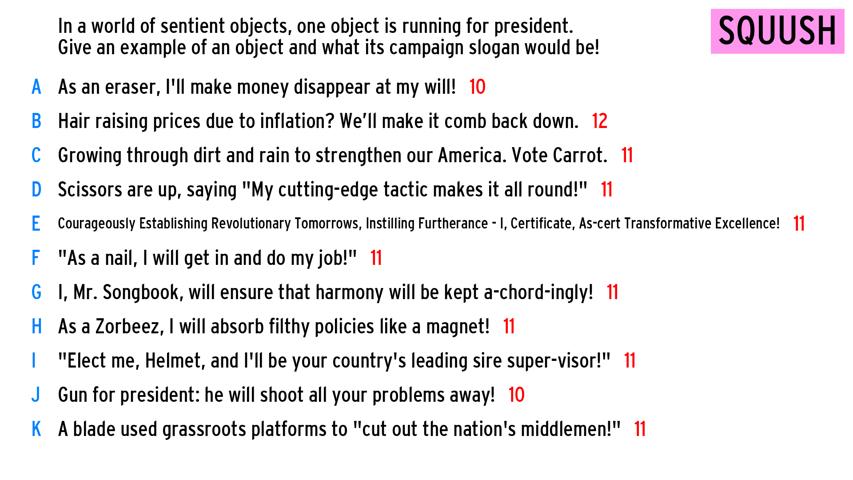 In a world of sentient objects, one object is running for president.
Give an example of an object and what its campaign slogan would be!
SQUUSH
A As an eraser, I'll make money disappear at my will! 10
B Hair raising prices due to inflation? We'll make it comb back down. 12
C Growing through dirt and rain to strengthen our America. Vote Carrot. 11
D Scissors are up, saying "My cutting-edge tactic makes it all round!" 11
E Courageously Establishing Revolutionary Tomorrows, Instilling Furtherance - I, Certificate, As-cert Transformative Excellence! 11
F "As a nail, I will get in and do my job!" 11
G I, Mr. Songbook, will ensure that harmony will be kept a-chord-ingly! 11
H As a Zorbeez, I will absorb filthy policies like a magnet! 11
I "Elect me, Helmet, and I'll be your country's leading sire super-visor!" 11
J Gun for president: he will shoot all your problems away! 10
K A blade used grassroots platforms to "cut out the nation's middlemen!" 11